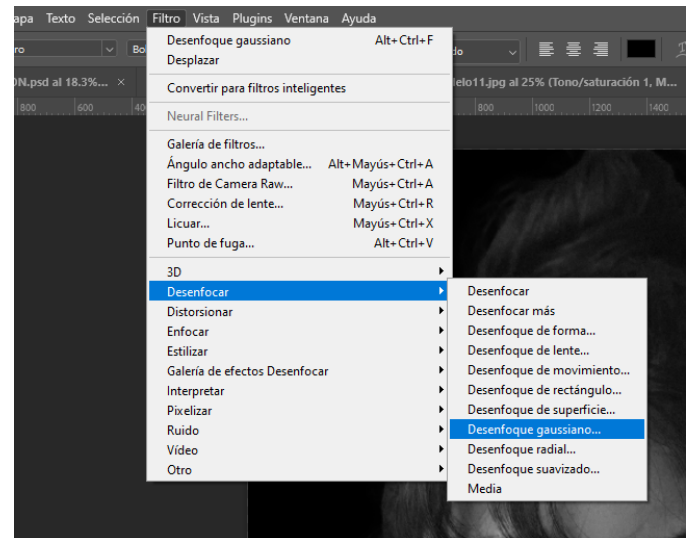 apa Texto Selección Filtro Vista Plugins Ventana Ayuda
ro Bo do
ON.psd al 18.3%... × elo11.jpg al 25% (Tono/saturación 1, M...
800 600 40 800 1000 1200 1400
Desenfoque gaussiano Alt+Ctrl+F
Desplazar
Convertir para filtros inteligentes
Neural Filters...
Galería de filtros...
Ángulo ancho adaptable... Alt+Mayús+Ctrl+A
Filtro de Camera Raw... Mayús+Ctrl+A
Corrección de lente... Mayús+Ctrl+R
Licuar... Mayús+Ctrl+X
Punto de fuga... Alt+Ctrl+V
3D
Desenfocar
Distorsionar
Enfocar
Estilizar
Galería de efectos Desenfocar
Interpretar
Pixelizar
Ruido
Vídeo
Otro
Desenfocar
Desenfocar más
Desenfoque de forma...
Desenfoque de lente...
Desenfoque de movimiento...
Desenfoque de rectángulo...
Desenfoque de superficie...
Desenfoque gaussiano...
Desenfoque radial...
Desenfoque suavizado...
Media